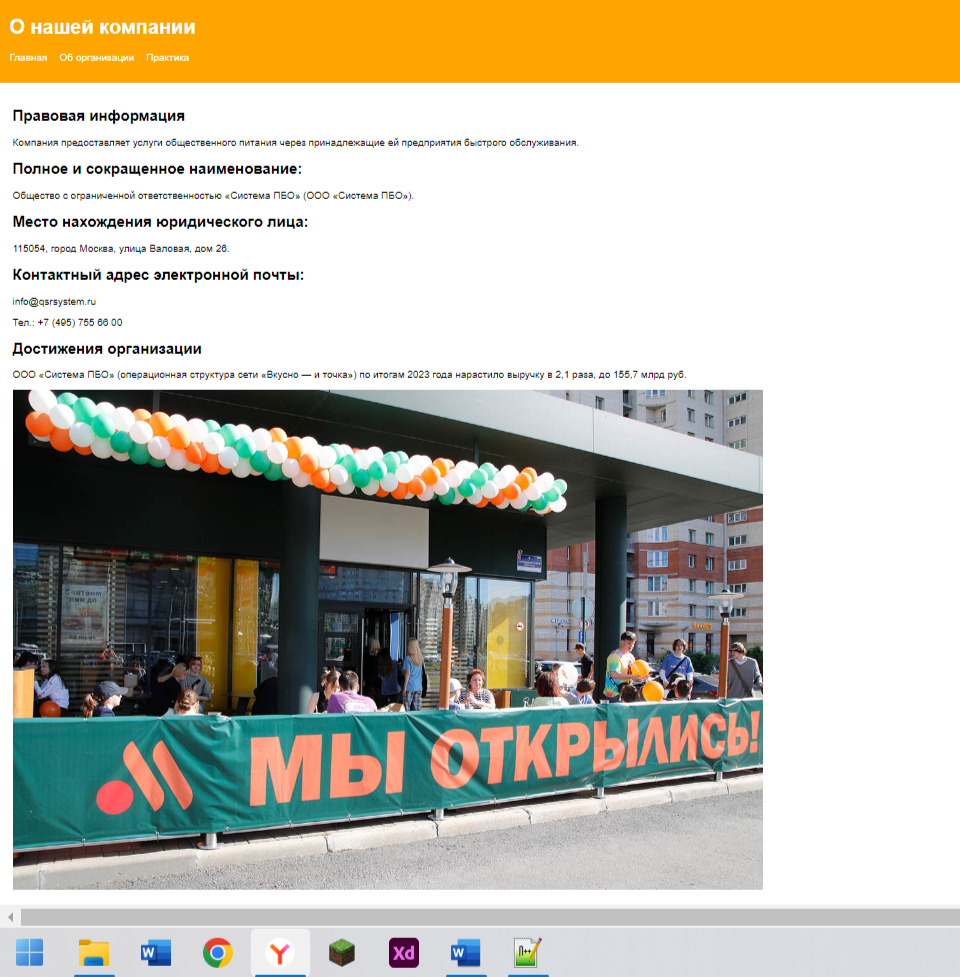 О нашей компании
Главная Об организации Практика
Правовая информация
Компания предоставляет услуги общественного питания через принадлежащие ей предприятия быстрого обслуживания.
Полное и сокращенное наименование:
Общество с ограниченной ответственностью «Система ПБО» (ООО «Система ПБО»).
Место нахождения юридического лица:
115054, город Москва, улица Валовая, дом 26.
Контактный адрес электронной почты:
info@qsrsystem.ru
Тел.: +7 (495) 755 66 00
Достижения организации
ООО «Система ПБО» (операционная структура сети «Вкусно — и точка») по итогам 2023 года нарастило выручку в 2,1 раза, до 155,7 млрд руб.
МЫ ОТКРЫЛИСЬ!
W
Y
Xd
W